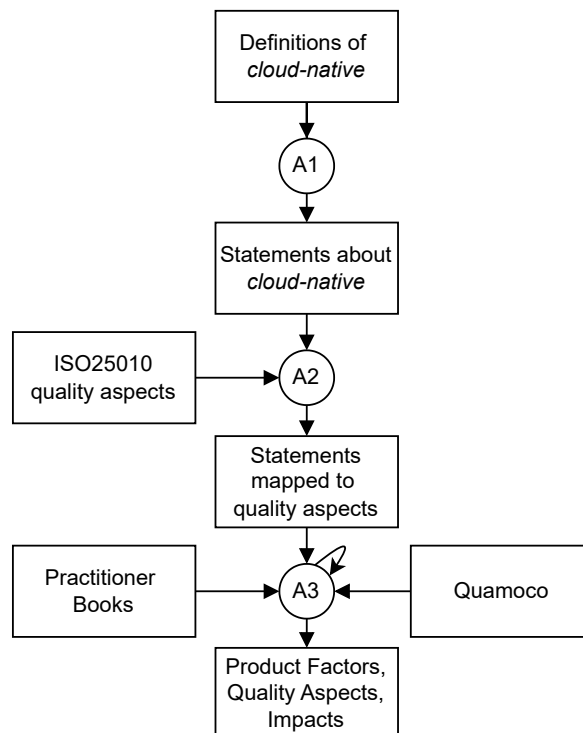 Definitions of
cloud-native
A1
Statements about
cloud-native
ISO25010
quality aspects
A2
Statements
mapped to
quality aspects
Practitioner
Books
A3
Quamoco
Product Factors,
Quality Aspects,
Impacts